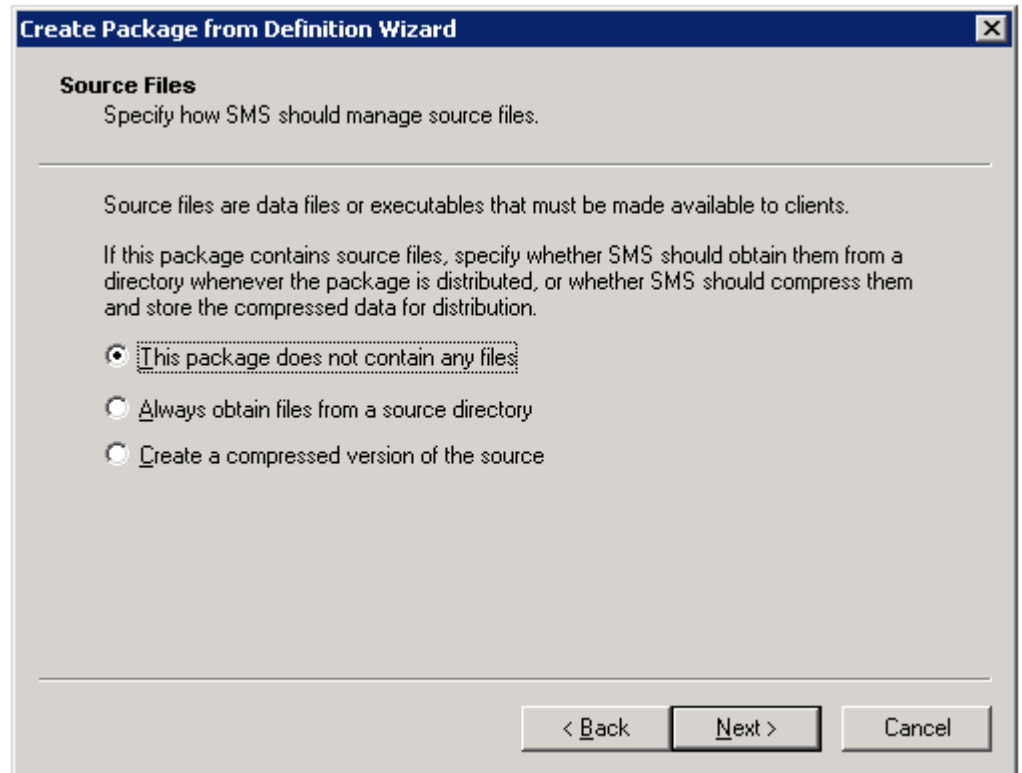 Create Package from Definition Wizard
Source Files
Specify how SMS should manage source files.
Source files are data files or executables that must be made available to clients.
If this package contains source files, specify whether SMS should obtain them from a
directory whenever the package is distributed, or whether SMS should compress them
and store the compressed data for distribution.
This package does not contain any files
Always obtain files from a source directory
Create a compressed version of the source
< Back
Next >
Cancel